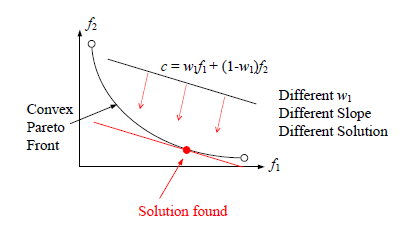 f₂
c = w₁f₁ + (1-w₁)f₂
Different w₁
Different Slope
Different Solution
Convex
Pareto
Front
f₁
Solution found